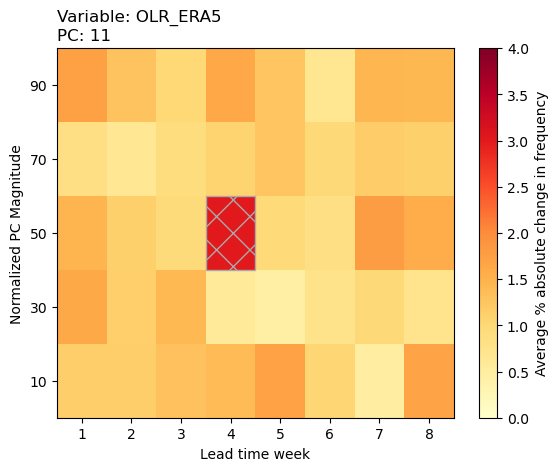 Variable: OLR_ERA5
PC: 11
Normalized PC Magnitude
90
70
50
30
10
1 2 3 4 5 6 7 8
Lead time week
4.0
3.5
3.0
2.5
2.0
1.5
1.0
0.5
0.0
Average % absolute change in frequency